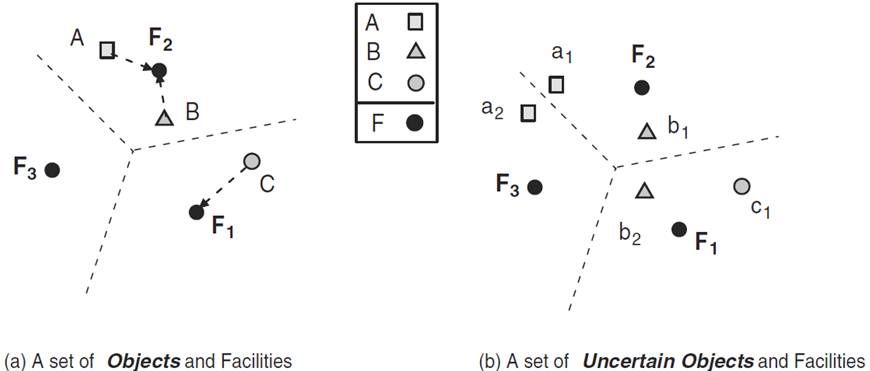 A
F2
B
F3
C
F1
A
B
C
F
a1
F2
a2
b1
F3
c1
b2
F1
(a) A set of Objects and Facilities
(b) A set of Uncertain Objects and Facilities